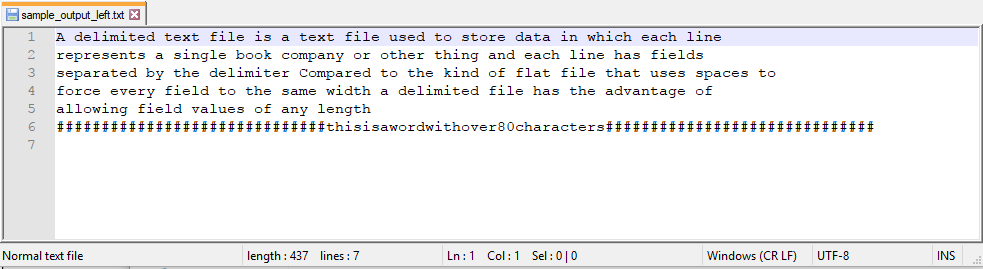 sample_output_left.txt
1 A delimited text file is a text file used to store data in which each line
2 represents a single book company or other thing and each line has fields
3 separated by the delimiter Compared to the kind of flat file that uses spaces to
4 force every field to the same width a delimited file has the advantage of
5 allowing field values of any length
6 ##############################thisisawordwithover80characters##############################
7
Normal text file length : 437 lines : 7 Ln : 1 Col : 1 Sel : 0 | 0 Windows (CR LF) UTF-8 INS